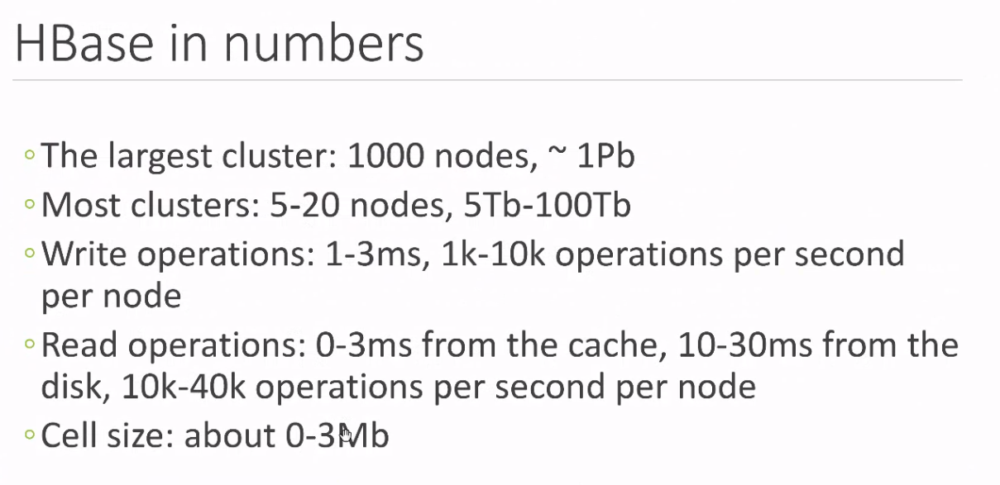 HBase in numbers
◦The largest cluster: 1000 nodes, ~ 1Pb
◦Most clusters: 5-20 nodes, 5Tb-100Tb
◦Write operations: 1-3ms, 1k-10k operations per second
per node
◦Read operations: 0-3ms from the cache, 10-30ms from the
disk, 10k-40k operations per second per node
◦Cell size: about 0-3Mb